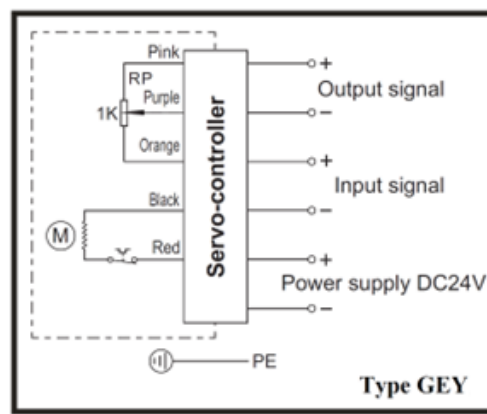 Pink
RP
Purple
1K
Orange
Black
M
Red
Servo-controller
+
Output signal
−
+
Input signal
−
+
Power supply DC24V
−
PE
Type GEY